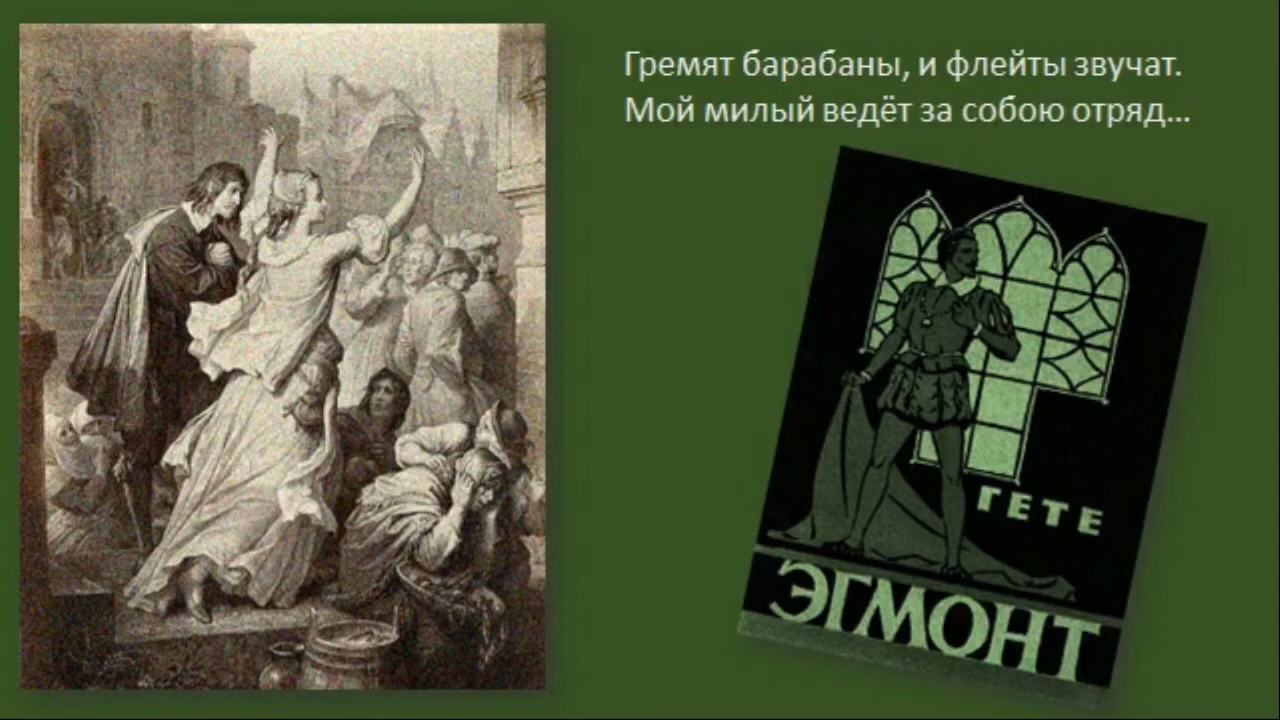 Гремят барабаны, и флейты звучат.
Мой милый ведёт за собою отряд...
ГЕТЕ
ЭГМОНТ